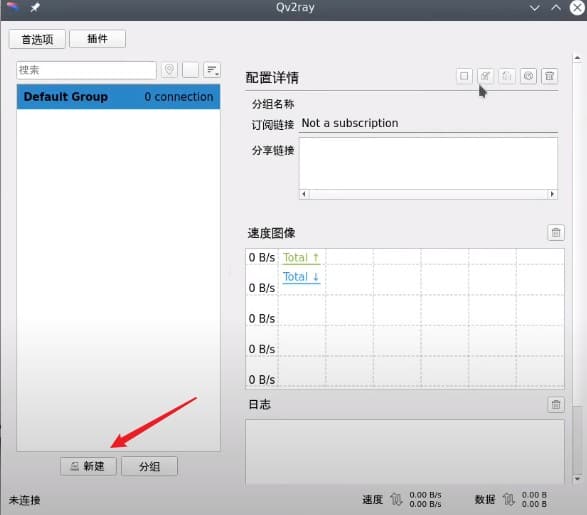 Qv2ray
首选项 插件
搜索
Default Group 0 connection
新建 分组
配置详情
分组名称
订阅链接 Not a subscription
分享链接
速度图像
0 B/s Total ↑
0 B/s Total ↓
0 B/s
0 B/s
0 B/s
日志
未连接 速度 0.00 B/s 数据 0.00 B
0.00 B/s 0.00 B